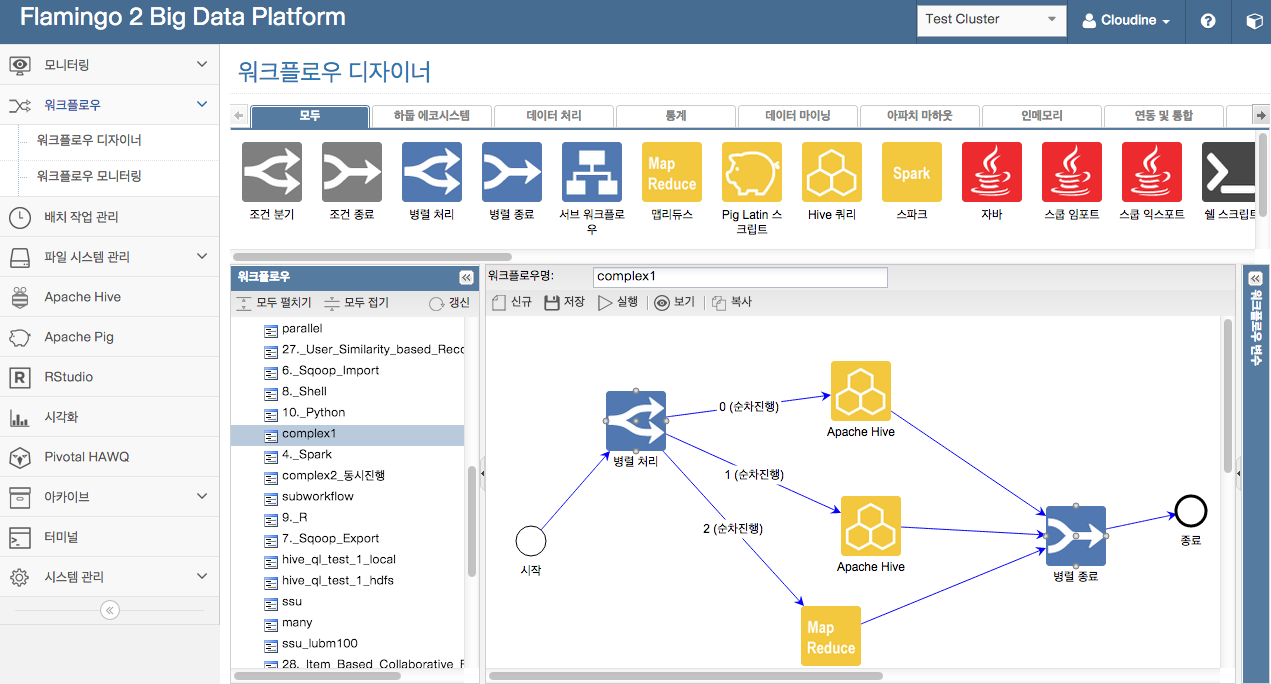 Flamingo 2 Big Data Platform
Test Cluster
Cloudine
?
모니터링
워크플로우
워크플로우 디자이너
워크플로우 모니터링
배치 작업 관리
파일 시스템 관리
Apache Hive
Apache Pig
R
RStudio
시각화
Pivotal HAWQ
아카이브
터미널
시스템 관리
워크플로우 디자이너
모두
하둡 에코시스템
데이터 처리
통계
데이터 마이닝
아파치 마하웃
인메모리
연동 및 통합
조건 분기
조건 종료
병렬 처리
병렬 종료
서브 워크플로
우
Map
Reduce
맵리듀스
Pig Latin 스
크립트
Hive 쿼리
Spark
스파크
자바
스쿱 임포트
스쿱 익스포트
쉘 스크립트
워크플로우
모두 펼치기
모두 접기
갱신
parallel
27._User_Similarity_based_Reco
6._Sqoop_Import
8._Shell
10._Python
complex1
4._Spark
complex2_동시진행
subworkflow
9._R
7._Sqoop_Export
hive_ql_test_1_local
hive_ql_test_1_hdfs
ssu
many
ssu_lubm100
28._Item_Based_Collaborative_F
워크플로우명:
complex1
신규
저장
실행
보기
복사
시작
병렬 처리
0 (순차진행)
1 (순차진행)
2 (순차진행)
Apache Hive
Apache Hive
Map
Reduce
병렬 종료
종료
워크플로우 변수